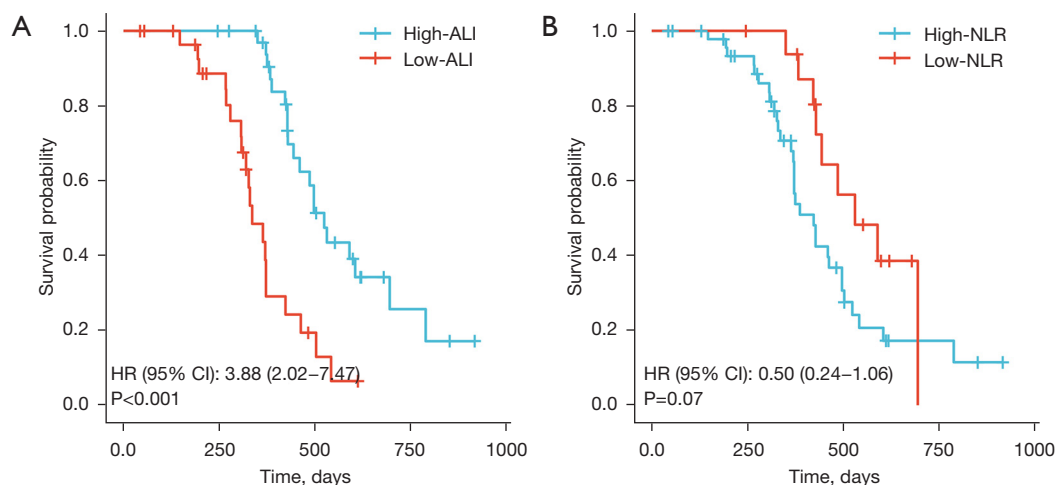 A
High-ALI
Low-ALI
Survival probability
1.0
0.8
0.6
0.4
0.2
0.0
HR (95% CI): 3.88 (2.02–7.47)
P<0.001
0.0 250 500 750 1000
Time, days
B
High-NLR
Low-NLR
Survival probability
1.0
0.8
0.6
0.4
0.2
0.0
HR (95% CI): 0.50 (0.24–1.06)
P=0.07
0.0 250 500 750 1000
Time, days